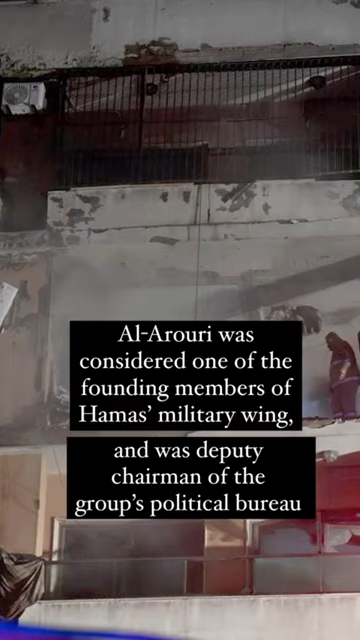 Al-Arouri was
considered one of the
founding members of
Hamas’ military wing,
and was deputy
chairman of the
group’s political bureau